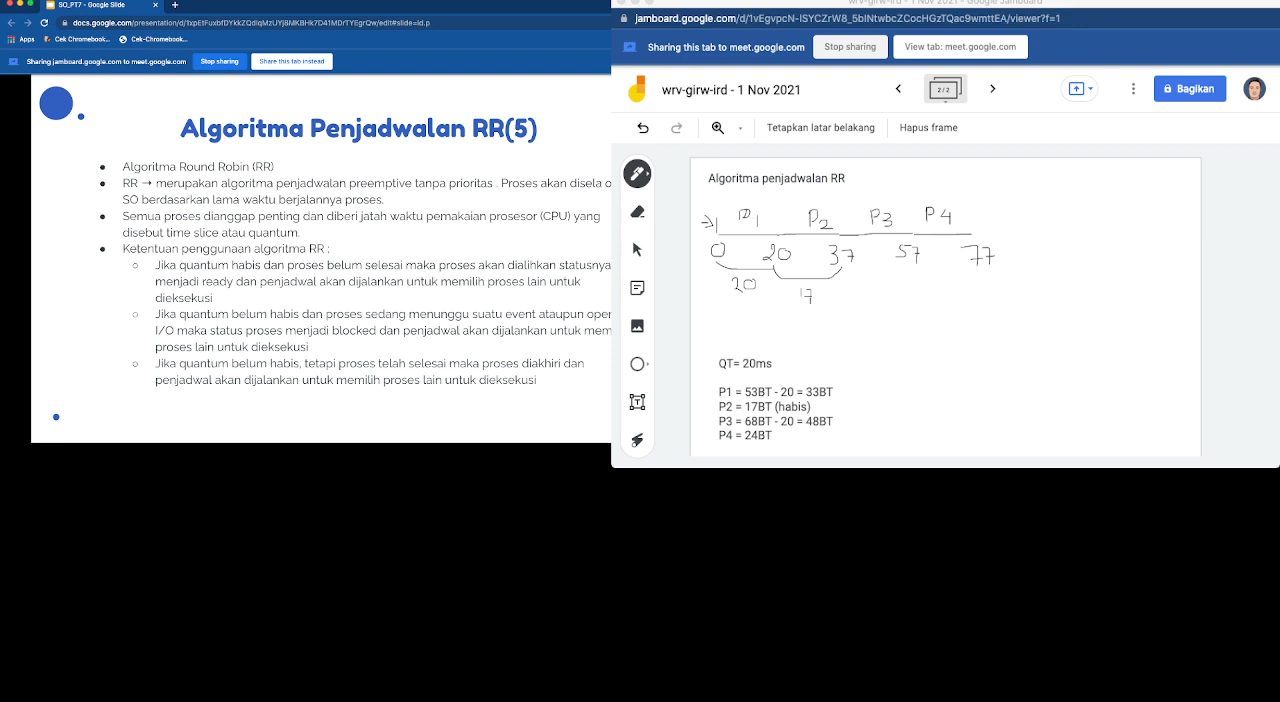 SO_PT7 - Google Slide
docs.google.com/presentation/d/1xpEtFuxbfDYkkZQdlqMzUYj8MKBHk7D41MDrTYEgrQw/edit#slide=id.p
Apps Cek Chromebook... Cek-Chromebook...
Sharing jamboard.google.com to meet.google.com Stop sharing Share this tab instead
Algoritma Penjadwalan RR(5)
Algoritma Round Robin (RR)
RR → merupakan algoritma penjadwalan preemptive tanpa prioritas . Proses akan disela o
SO berdasarkan lama waktu berjalannya proses.
Semua proses dianggap penting dan diberi jatah waktu pemakaian prosesor (CPU) yang
disebut time slice atau quantum.
Ketentuan penggunaan algoritma RR ;
Jika quantum habis dan proses belum selesai maka proses akan dialihkan statusnya
menjadi ready dan penjadwal akan dijalankan untuk memilih proses lain untuk
dieksekusi
Jika quantum belum habis dan proses sedang menunggu suatu event ataupun oper
I/O maka status proses menjadi blocked dan penjadwal akan dijalankan untuk mem
proses lain untuk dieksekusi
Jika quantum belum habis, tetapi proses telah selesai maka proses diakhiri dan
penjadwal akan dijalankan untuk memilih proses lain untuk dieksekusi
jamboard.google.com/d/1vEgvpcN-ISYCZrW8_5bINtwbcZCocHGzTQac9wmttEA/viewer?f=1
Sharing this tab to meet.google.com Stop sharing View tab: meet.google.com
wrv-girw-ird - 1 Nov 2021 2/2 Bagikan
Tetapkan latar belakang Hapus frame
Algoritma penjadwalan RR
P1 P2 P3 P4
0 20 37 57 77
20 17
QT= 20ms
P1 = 53BT - 20 = 33BT
P2 = 17BT (habis)
P3 = 68BT - 20 = 48BT
P4 = 24BT